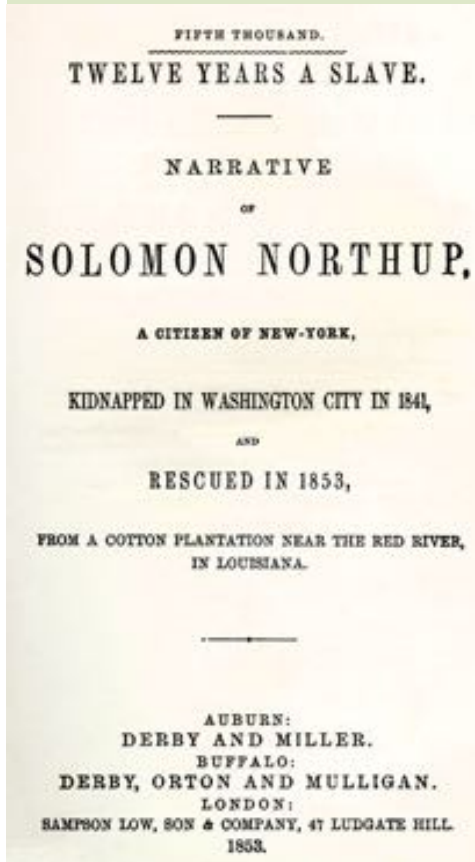 FIFTH THOUSAND.
TWELVE YEARS A SLAVE.
NARRATIVE
OF
SOLOMON NORTHUP,
A CITIZEN OF NEW-YORK,
KIDNAPPED IN WASHINGTON CITY IN 1841,
AND
RESCUED IN 1853,
FROM A COTTON PLANTATION NEAR THE RED RIVER,
IN LOUISIANA.
AUBURN:
DERBY AND MILLER.
BUFFALO:
DERBY, ORTON AND MULLIGAN.
LONDON:
SAMPSON LOW, SON & COMPANY, 47 LUDGATE HILL.
1853.